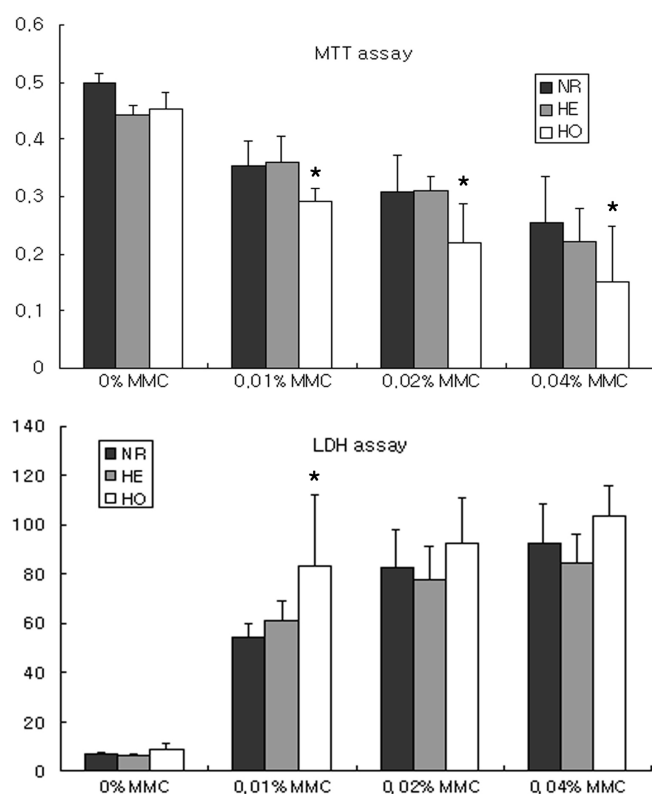 0.6
MTT assay
0.5
NR
HE
HO
0.4
*
*
0.3
*
0.2
0.1
0
0% MMC
0.01% MMC
0.02% MMC
0.04% MMC
140
LDH assay
NR
HE
HO
120
*
100
80
60
40
20
0
0% MMC
0.01% MMC
0.02% MMC
0.04% MMC